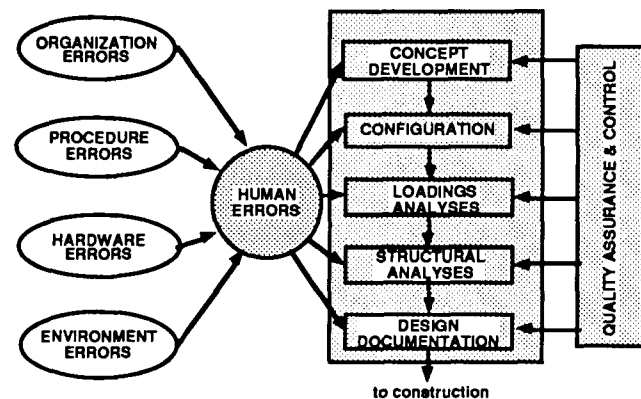 ORGANIZATION
ERRORS
PROCEDURE
ERRORS
HARDWARE
ERRORS
ENVIRONMENT
ERRORS
HUMAN
ERRORS
CONCEPT
DEVELOPMENT
CONFIGURATION
LOADINGS
ANALYSES
STRUCTURAL
ANALYSES
DESIGN
DOCUMENTATION
to construction
QUALITY ASSURANCE & CONTROL